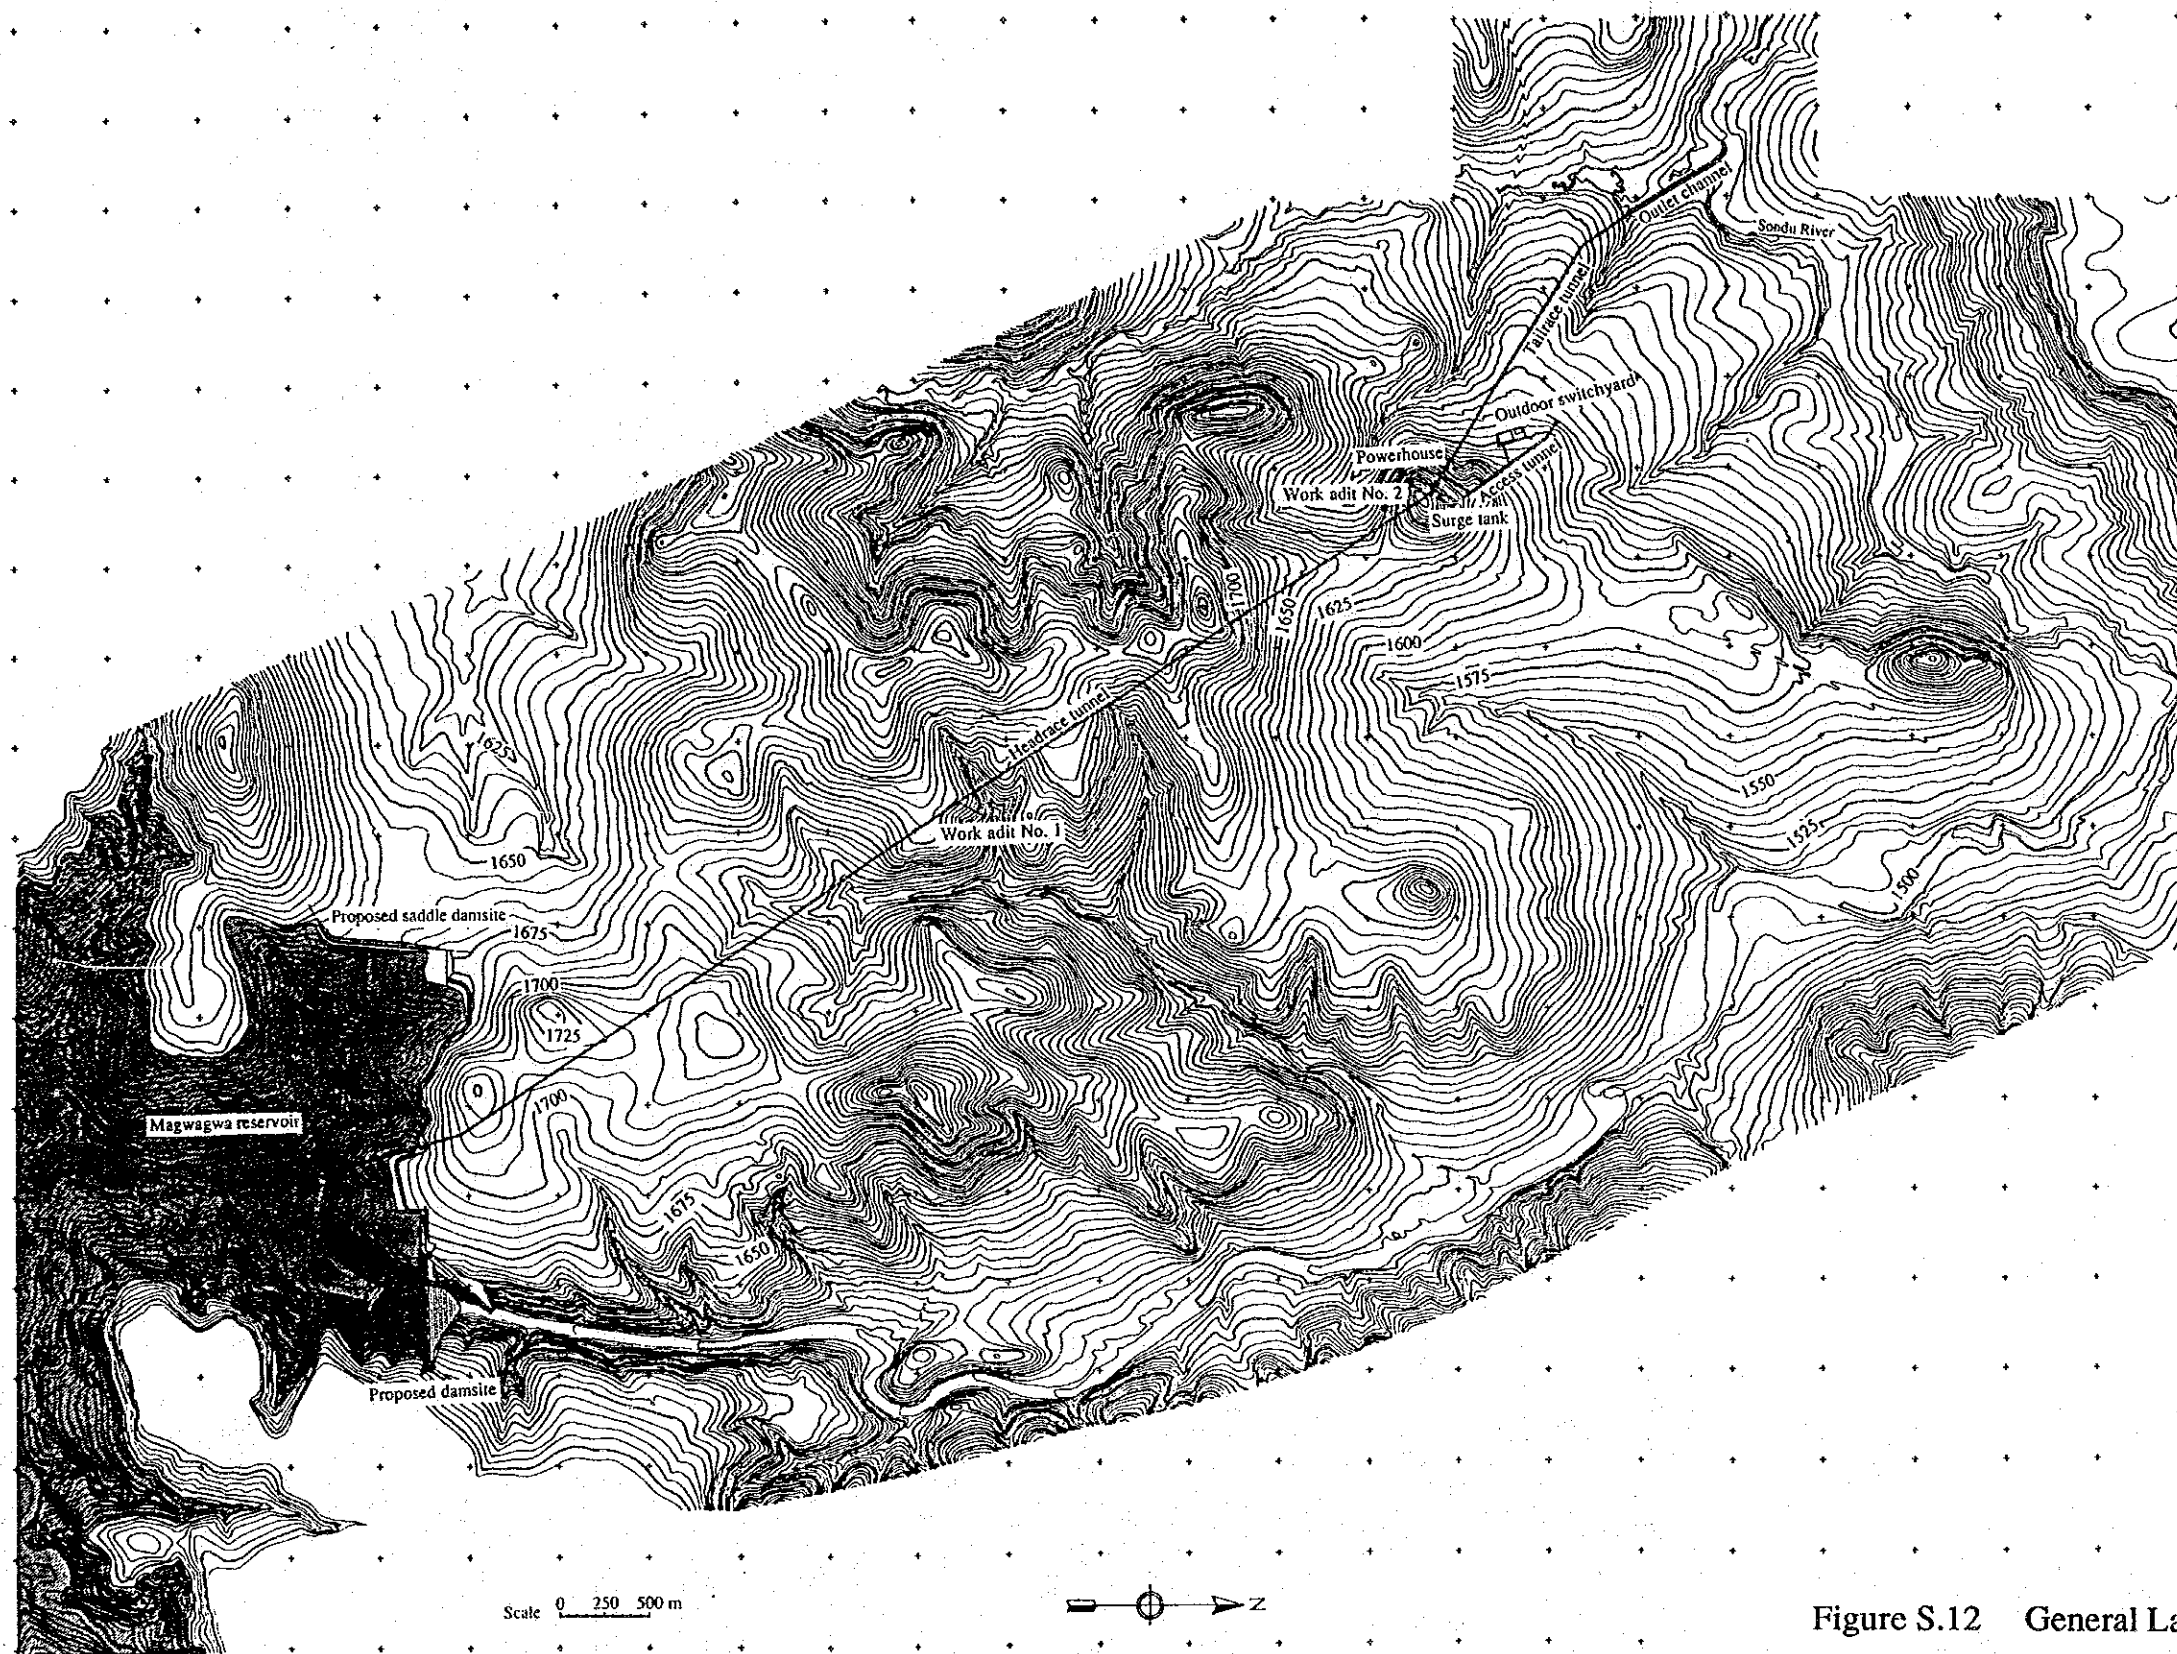 Outlet channel
Sondu River
Tailrace tunnel
Outdoor switchyard
Powerhouse
Access tunnel
Work adit No. 2
Surge tank
1700
1650
1625
1600
1575
Headrace tunnel
1625
1550
Work adit No. 1
1525
1650
1500
Proposed saddle damsite
1675
1700
1725
1700
Magwagwa reservoir
1675
1650
Proposed damsite
Scale 0 250 500 m
N
Figure S.12 General La